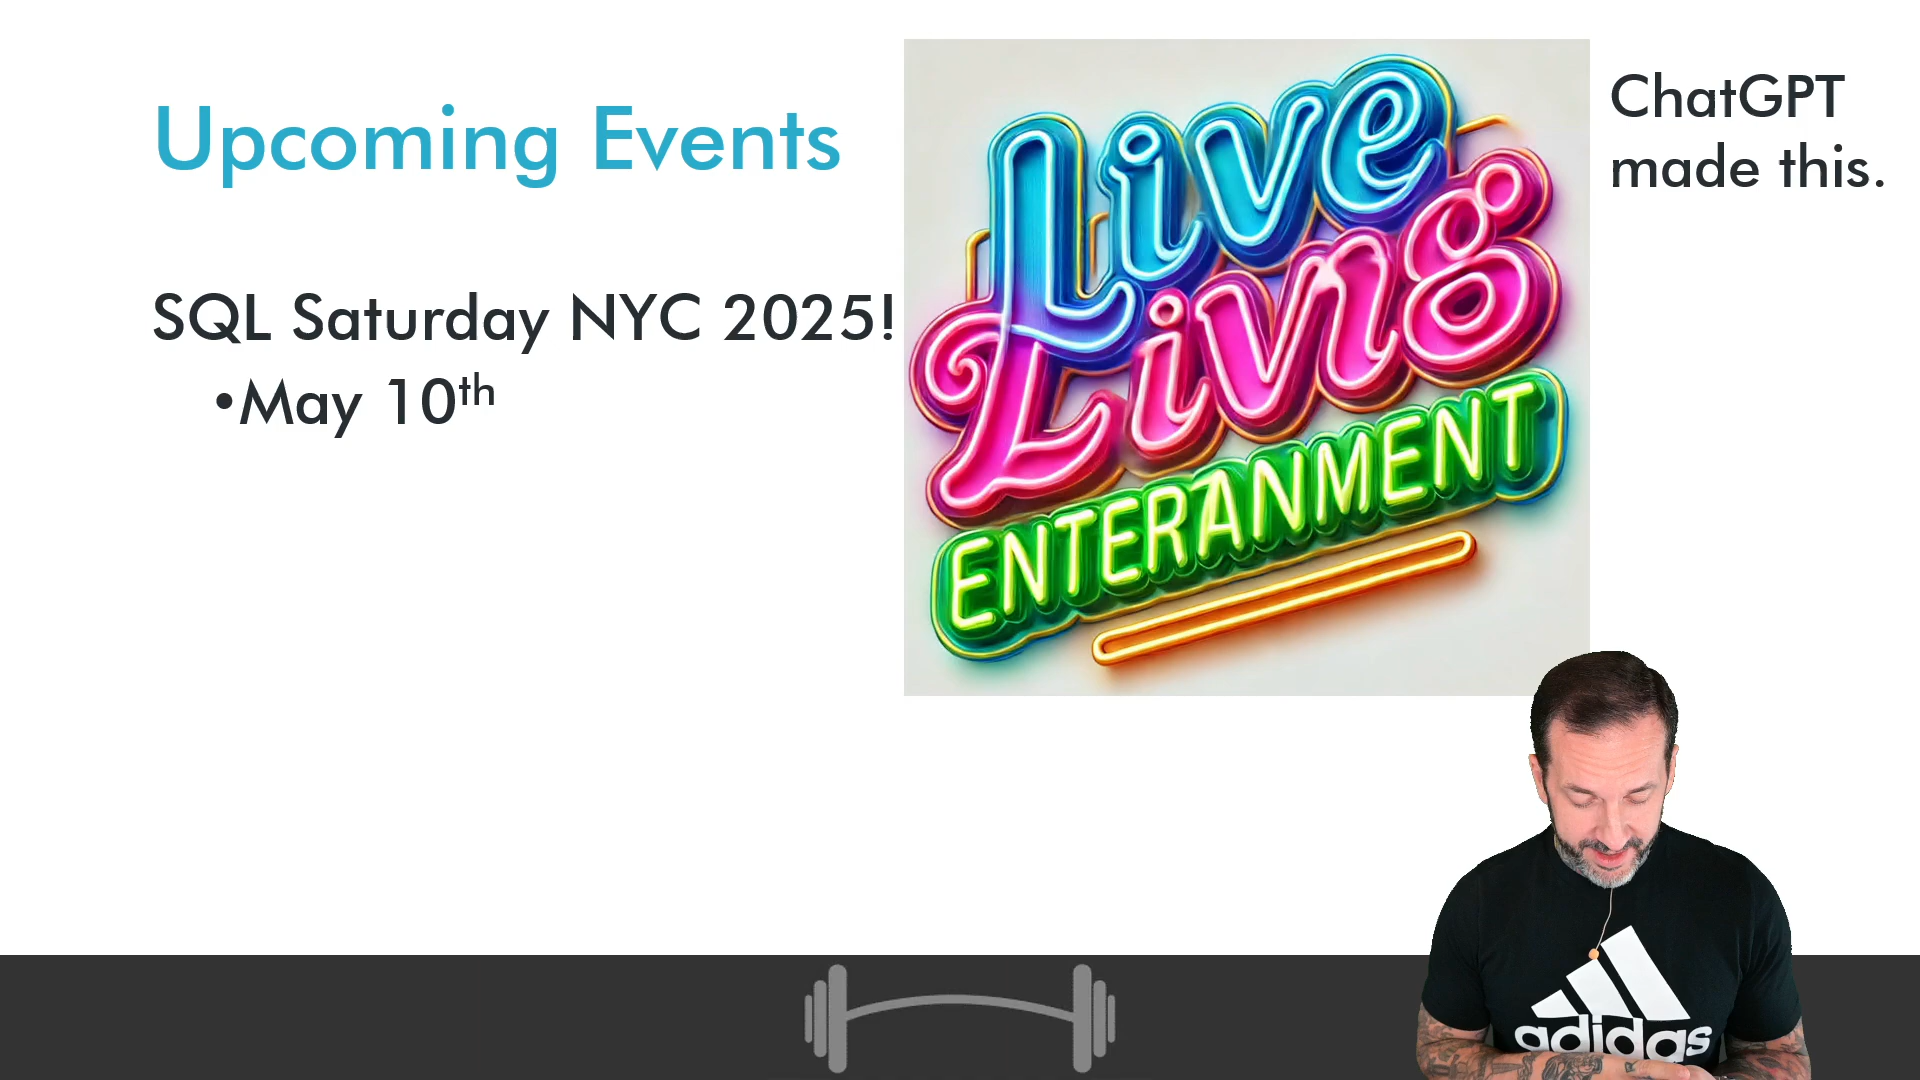 Upcoming Events
SQL Saturday NYC 2025!
•May 10th
Live
Living
ENTERANMENT
ChatGPT
made this.
adidas